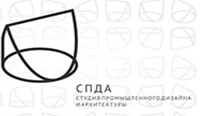 СПДА
СТУДИЯ ПРОМЫШЛЕННОГО ДИЗАЙНА
И АРХИТЕКТУРЫ